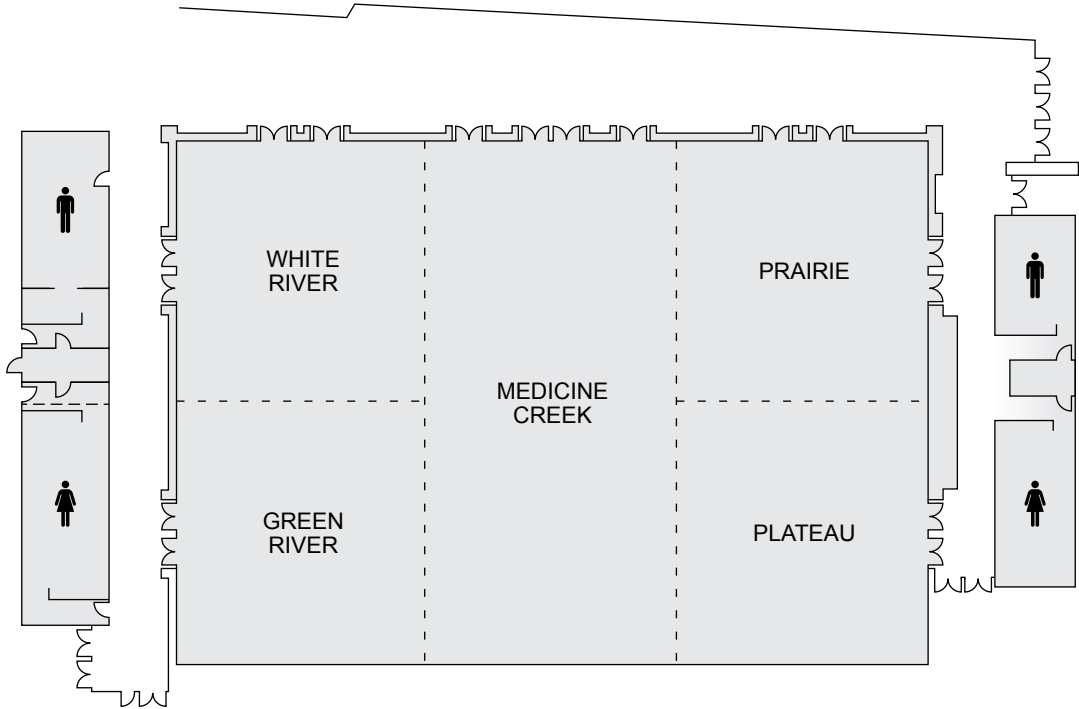 WHITE
RIVER
PRAIRIE
MEDICINE
CREEK
GREEN
RIVER
PLATEAU